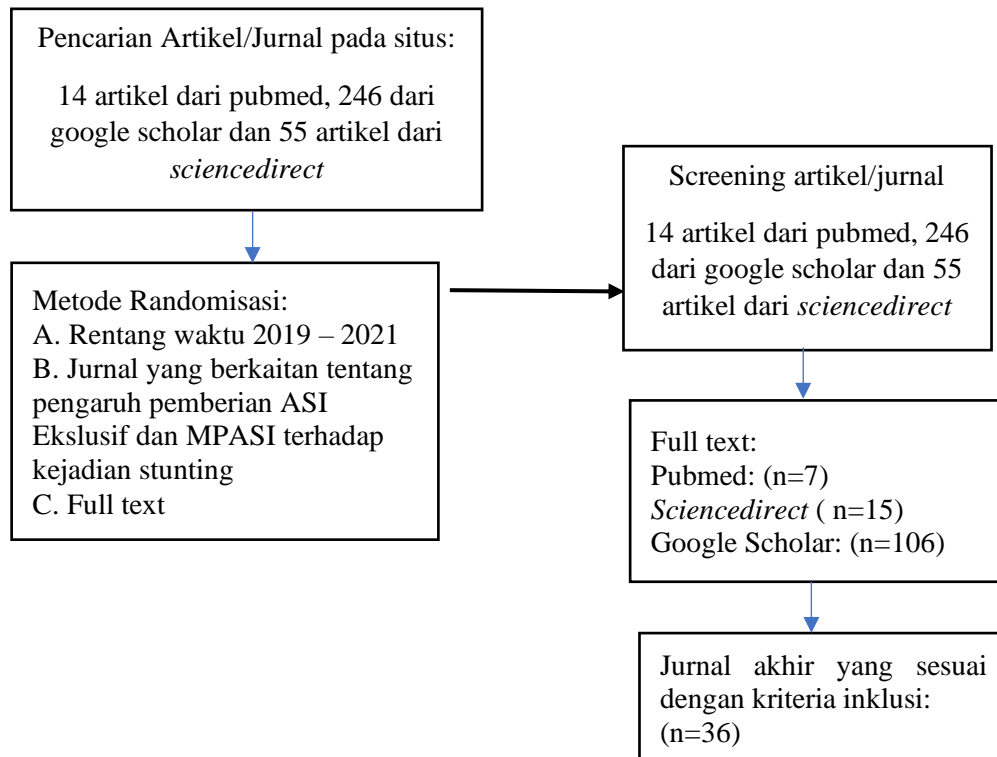 Pencarian Artikel/Jurnal pada situs:
14 artikel dari pubmed, 246 dari
google scholar dan 55 artikel dari
sciencedirect
Metode Randomisasi:
A. Rentang waktu 2019 – 2021
B. Jurnal yang berkaitan tentang
pengaruh pemberian ASI
Ekslusif dan MPASI terhadap
kejadian stunting
C. Full text
Screening artikel/jurnal
14 artikel dari pubmed, 246
dari google scholar dan 55
artikel dari sciencedirect
Full text:
Pubmed: (n=7)
Sciencedirect ( n=15)
Google Scholar: (n=106)
Jurnal akhir yang sesuai
dengan kriteria inklusi:
(n=36)